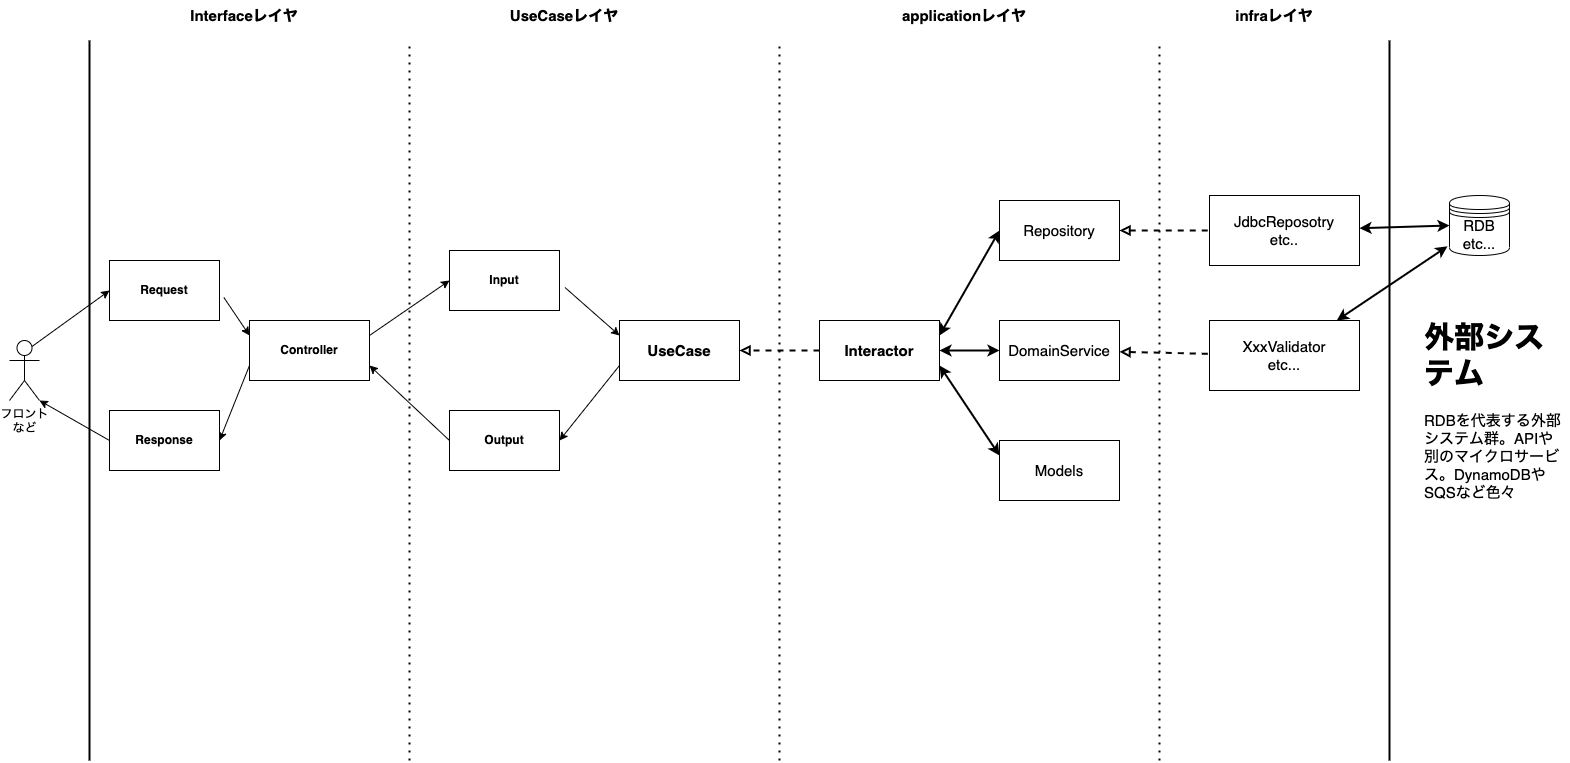 Interfaceレイヤ
UseCaseレイヤ
applicationレイヤ
infraレイヤ
Request
Controller
Response
フロント
など
Input
UseCase
Output
Interactor
Repository
DomainService
Models
JdbcReposotry
etc..
XxxValidator
etc...
RDB
etc...
外部シス
テム
RDBを代表する外部
システム群。APIや
別のマイクロサービ
ス。DynamoDBや
SQSなど色々